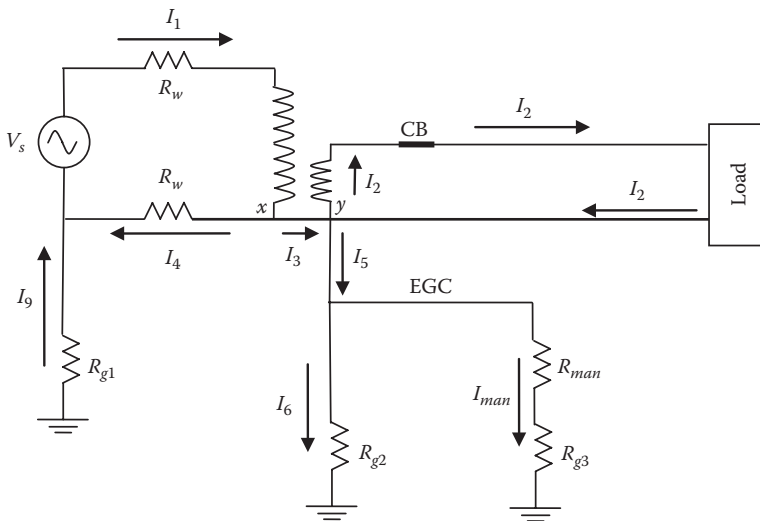 I1
Rw
Vs
CB
I2
I2
I2
Load
Rw
x
y
I4
I3
I5
I9
EGC
Rg1
I6
Rman
Iman
Rg2
Rg3